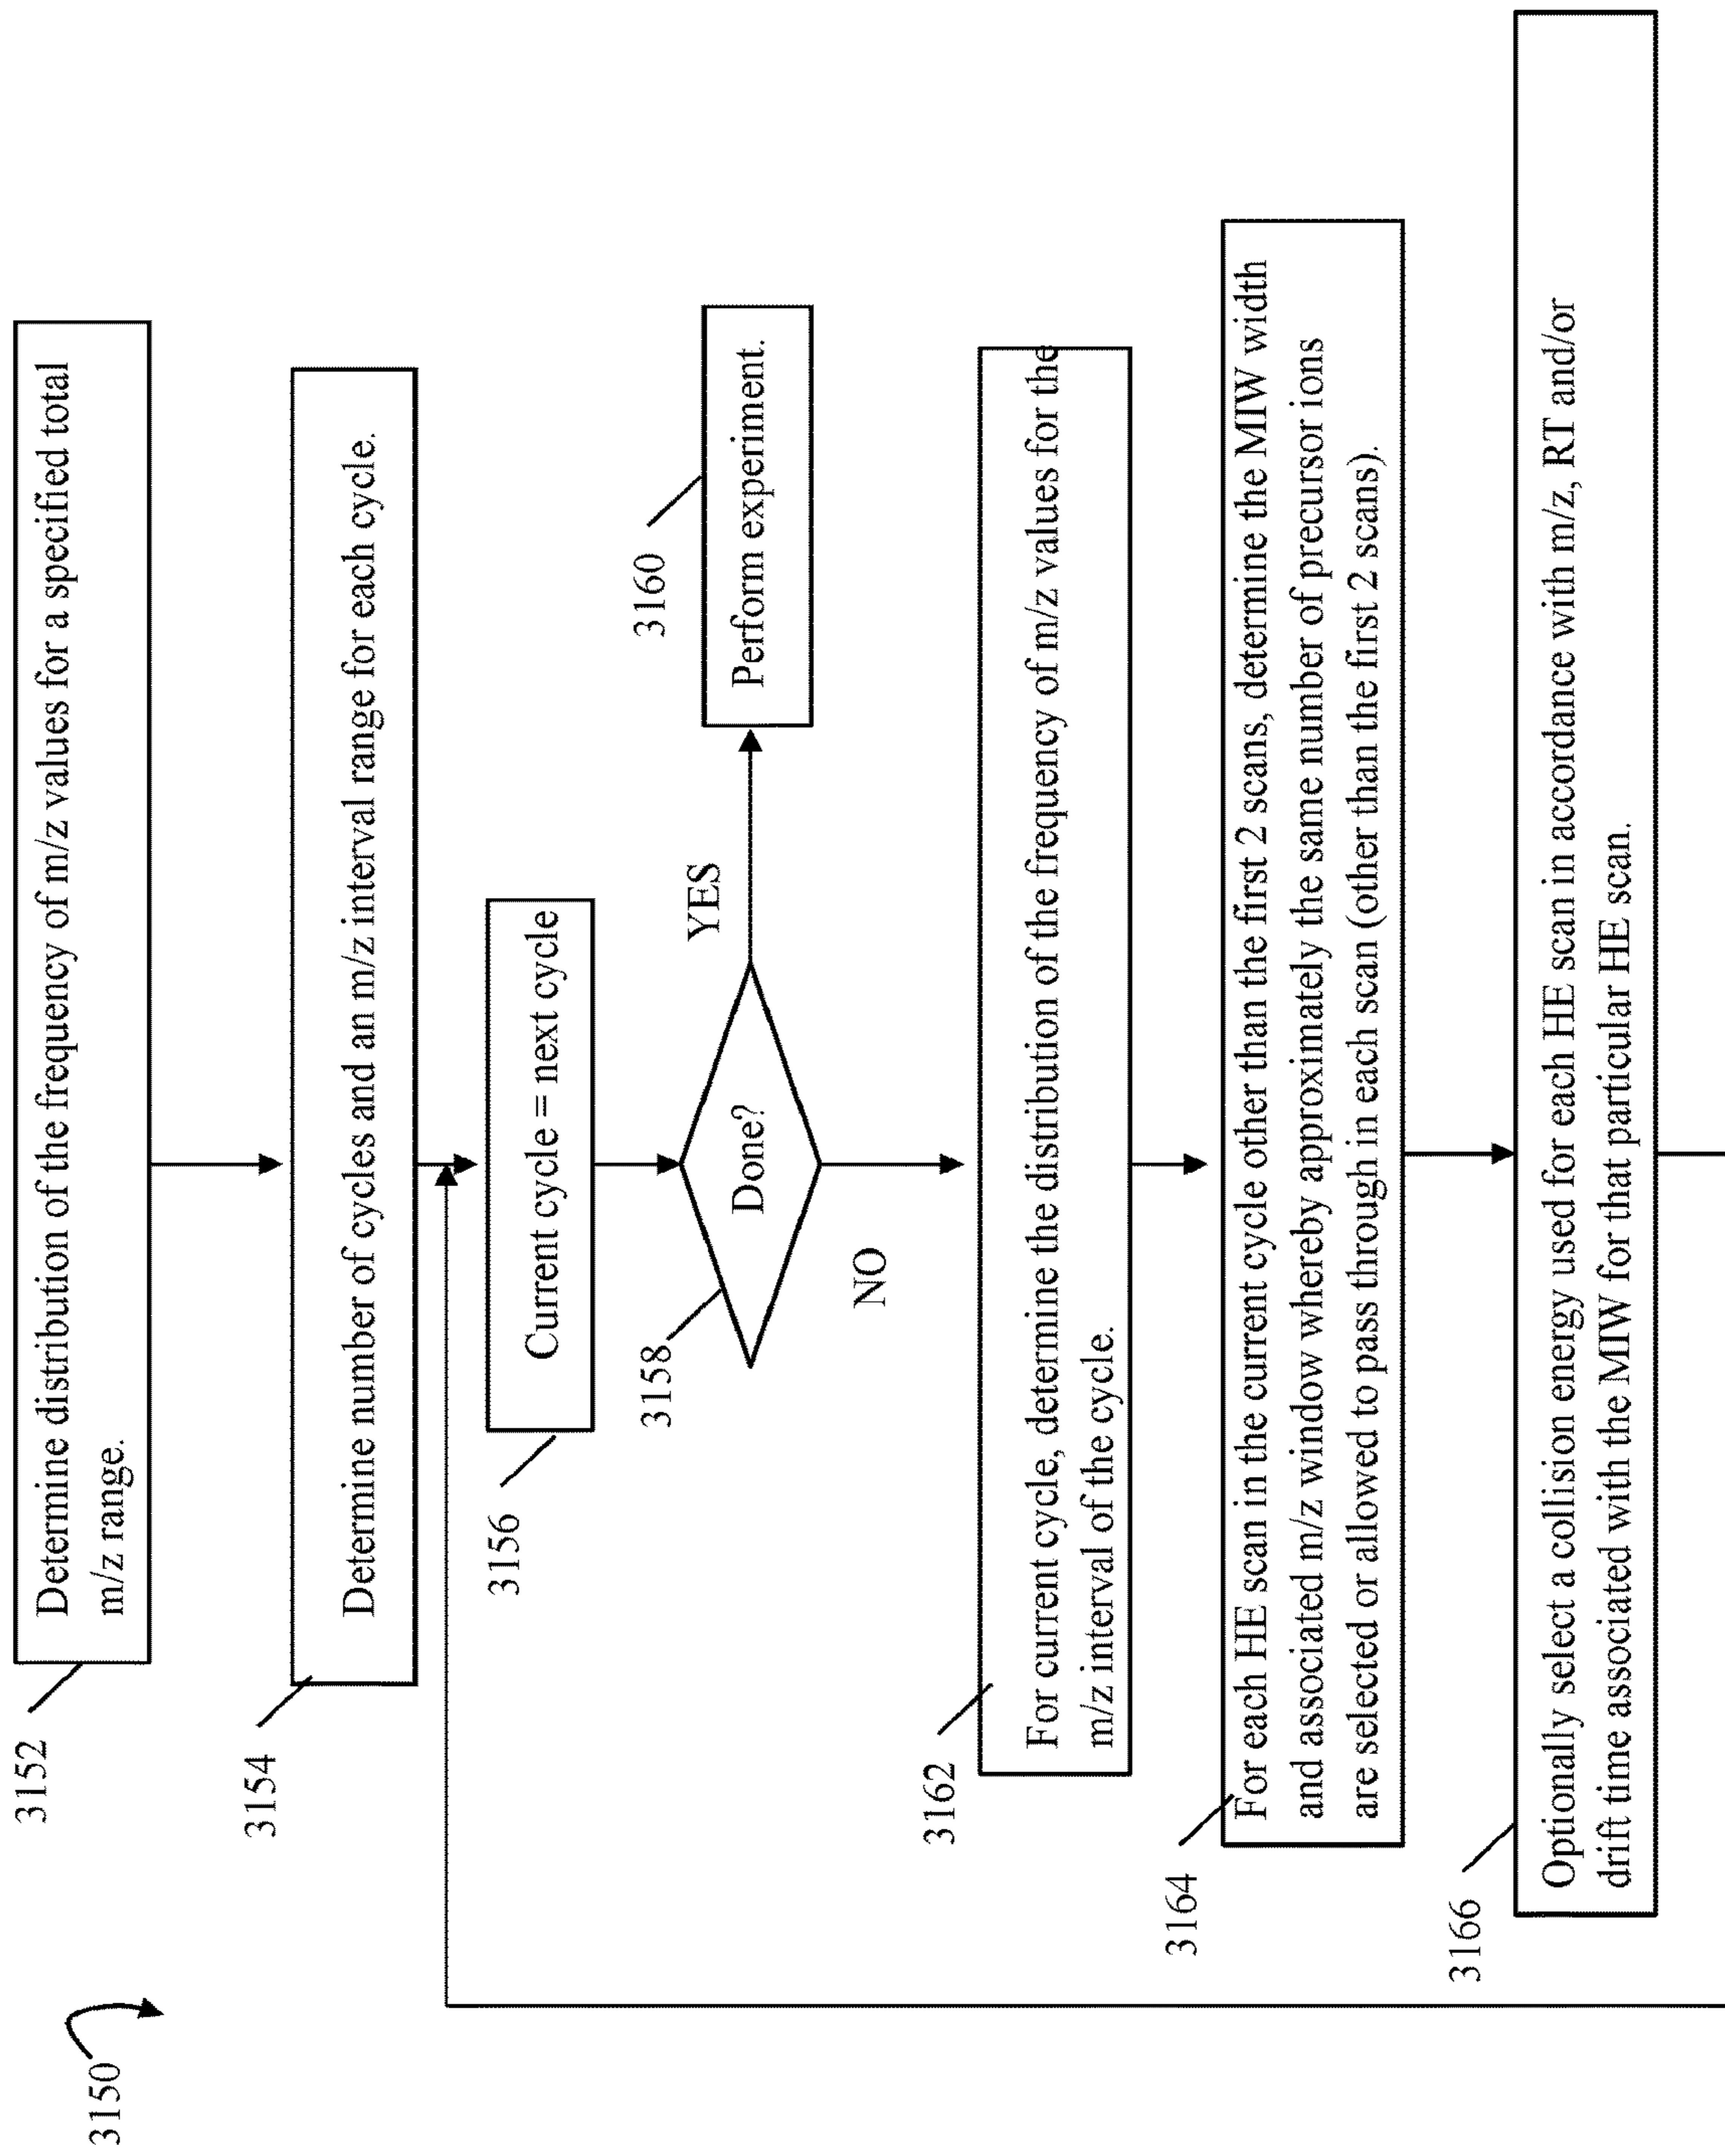 3150
3152
Determine distribution of the frequency of m/z values for a specified total
m/z range.
3154
Determine number of cycles and an m/z interval range for each cycle.
3156
Current cycle = next cycle
3158
Done?
YES
3160
Perform experiment.
NO
3162
For current cycle, determine the distribution of the frequency of m/z values for the
m/z interval of the cycle.
3164
For each HE scan in the current cycle other than the first 2 scans, determine the MIW width
and associated m/z window whereby approximately the same number of precursor ions
are selected or allowed to pass through in each scan (other than the first 2 scans).
3166
Optionally select a collision energy used for each HE scan in accordance with m/z, RT and/or
drift time associated with the MIW for that particular HE scan.